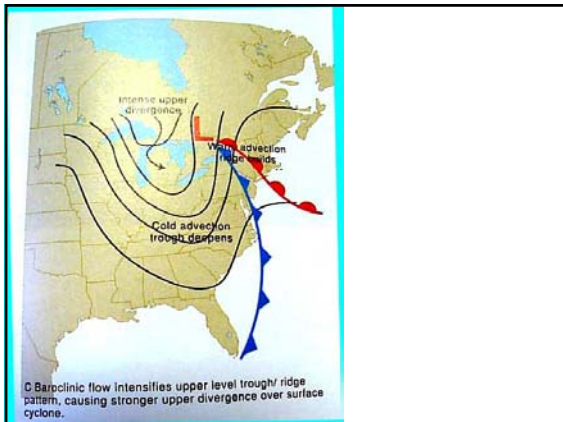 Intense upper
divergence
L
Warm advection
ridge builds
Cold advection
trough deepens
C Baroclinic flow intensifies upper level trough/ ridge
pattern, causing stronger upper divergence over surface
cyclone.